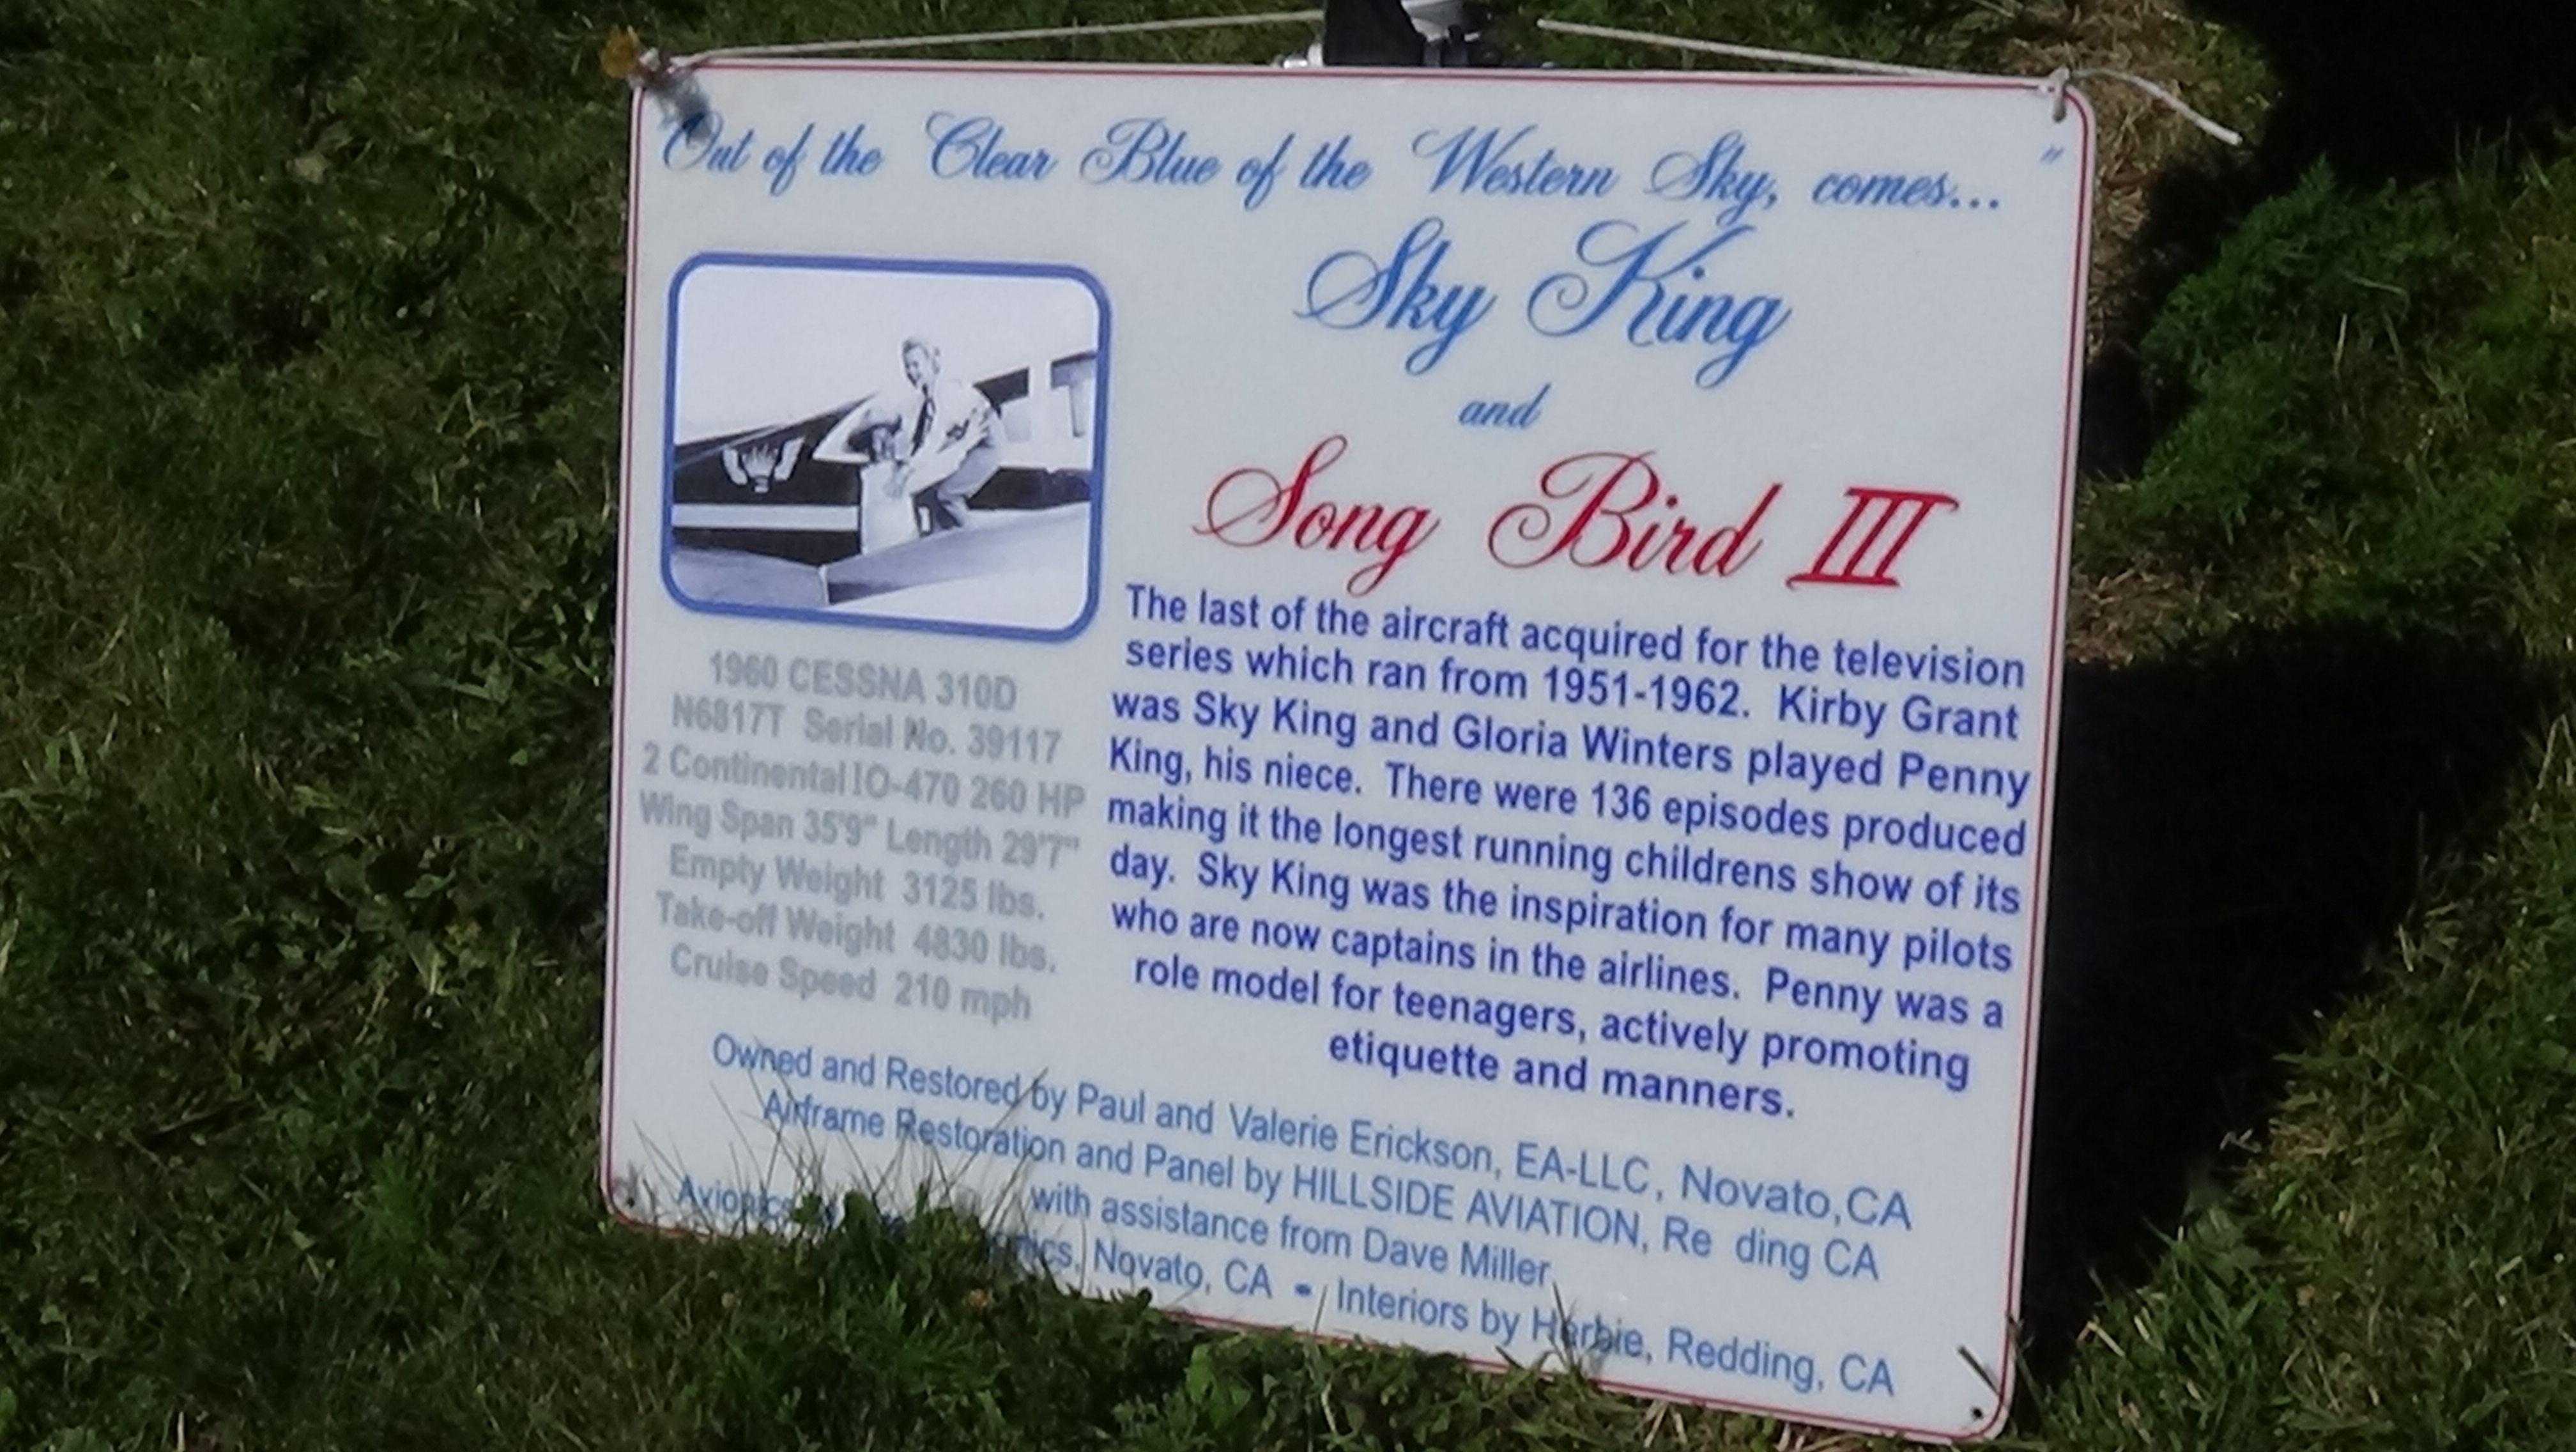 Out of the Clear Blue of the Western Sky, comes... "
Sky King
and
Song Bird III
The last of the aircraft acquired for the television
series which ran from 1951-1962. Kirby Grant
was Sky King and Gloria Winters played Penny
King, his niece. There were 136 episodes produced
making it the longest running childrens show of its
day. Sky King was the inspiration for many pilots
who are now captains in the airlines. Penny was a
role model for teenagers, actively promoting
etiquette and manners.
1960 CESSNA 310D
N6817T Serial No. 39117
2 Continental IO-470 260 HP
Wing Span 35'9" Length 29'7"
Empty Weight 3125 lbs.
Take-off Weight 4830 lbs.
Cruise Speed 210 mph
Owned and Restored by Paul and Valerie Erickson, EA-LLC, Novato, CA
Airframe Restoration and Panel by HILLSIDE AVIATION, Re ding CA
with assistance from Dave Miller
Avionics Novato, CA • Interiors by Herbie, Redding, CA